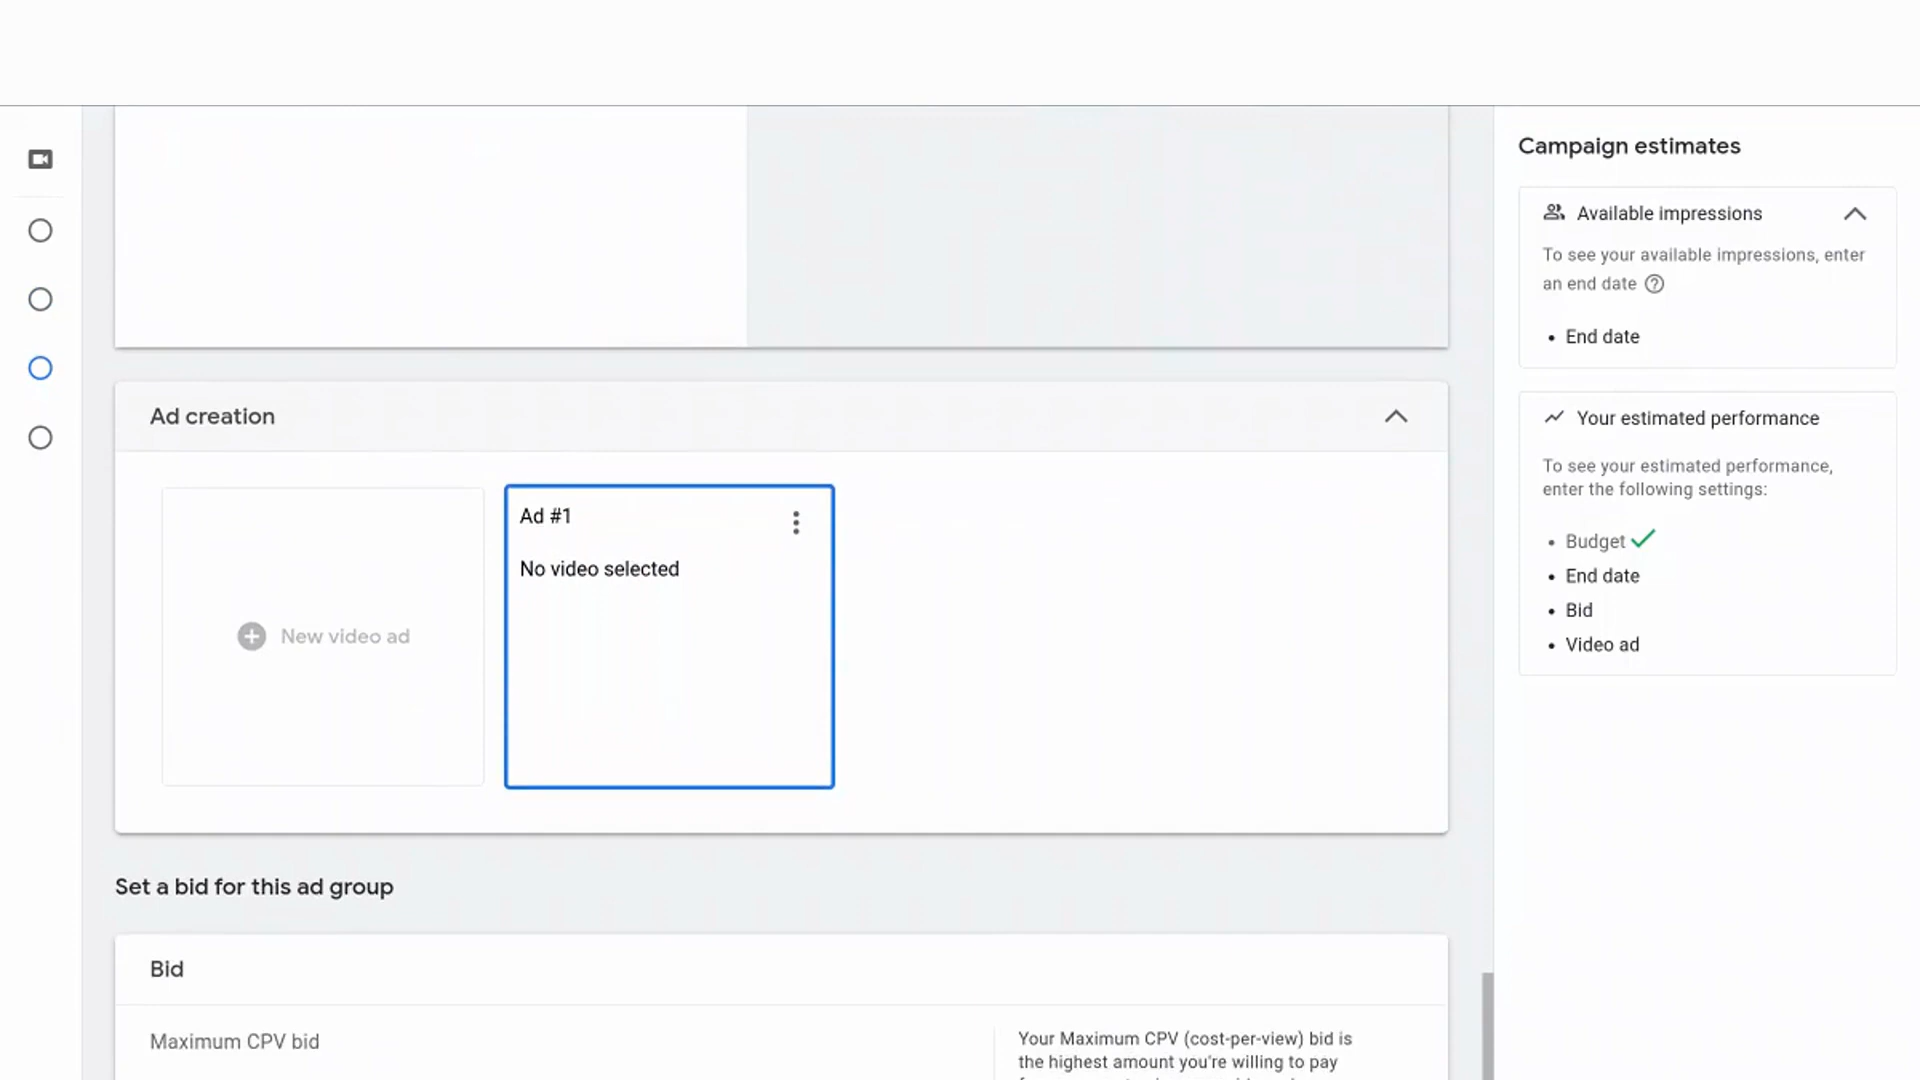 Campaign estimates
Available impressions
To see your available impressions, enter
an end date
• End date
Ad creation
Your estimated performance
To see your estimated performance,
enter the following settings:
• Budget
• End date
• Bid
• Video ad
New video ad
Ad #1
No video selected
Set a bid for this ad group
Bid
Maximum CPV bid
Your Maximum CPV (cost-per-view) bid is
the highest amount you're willing to pay